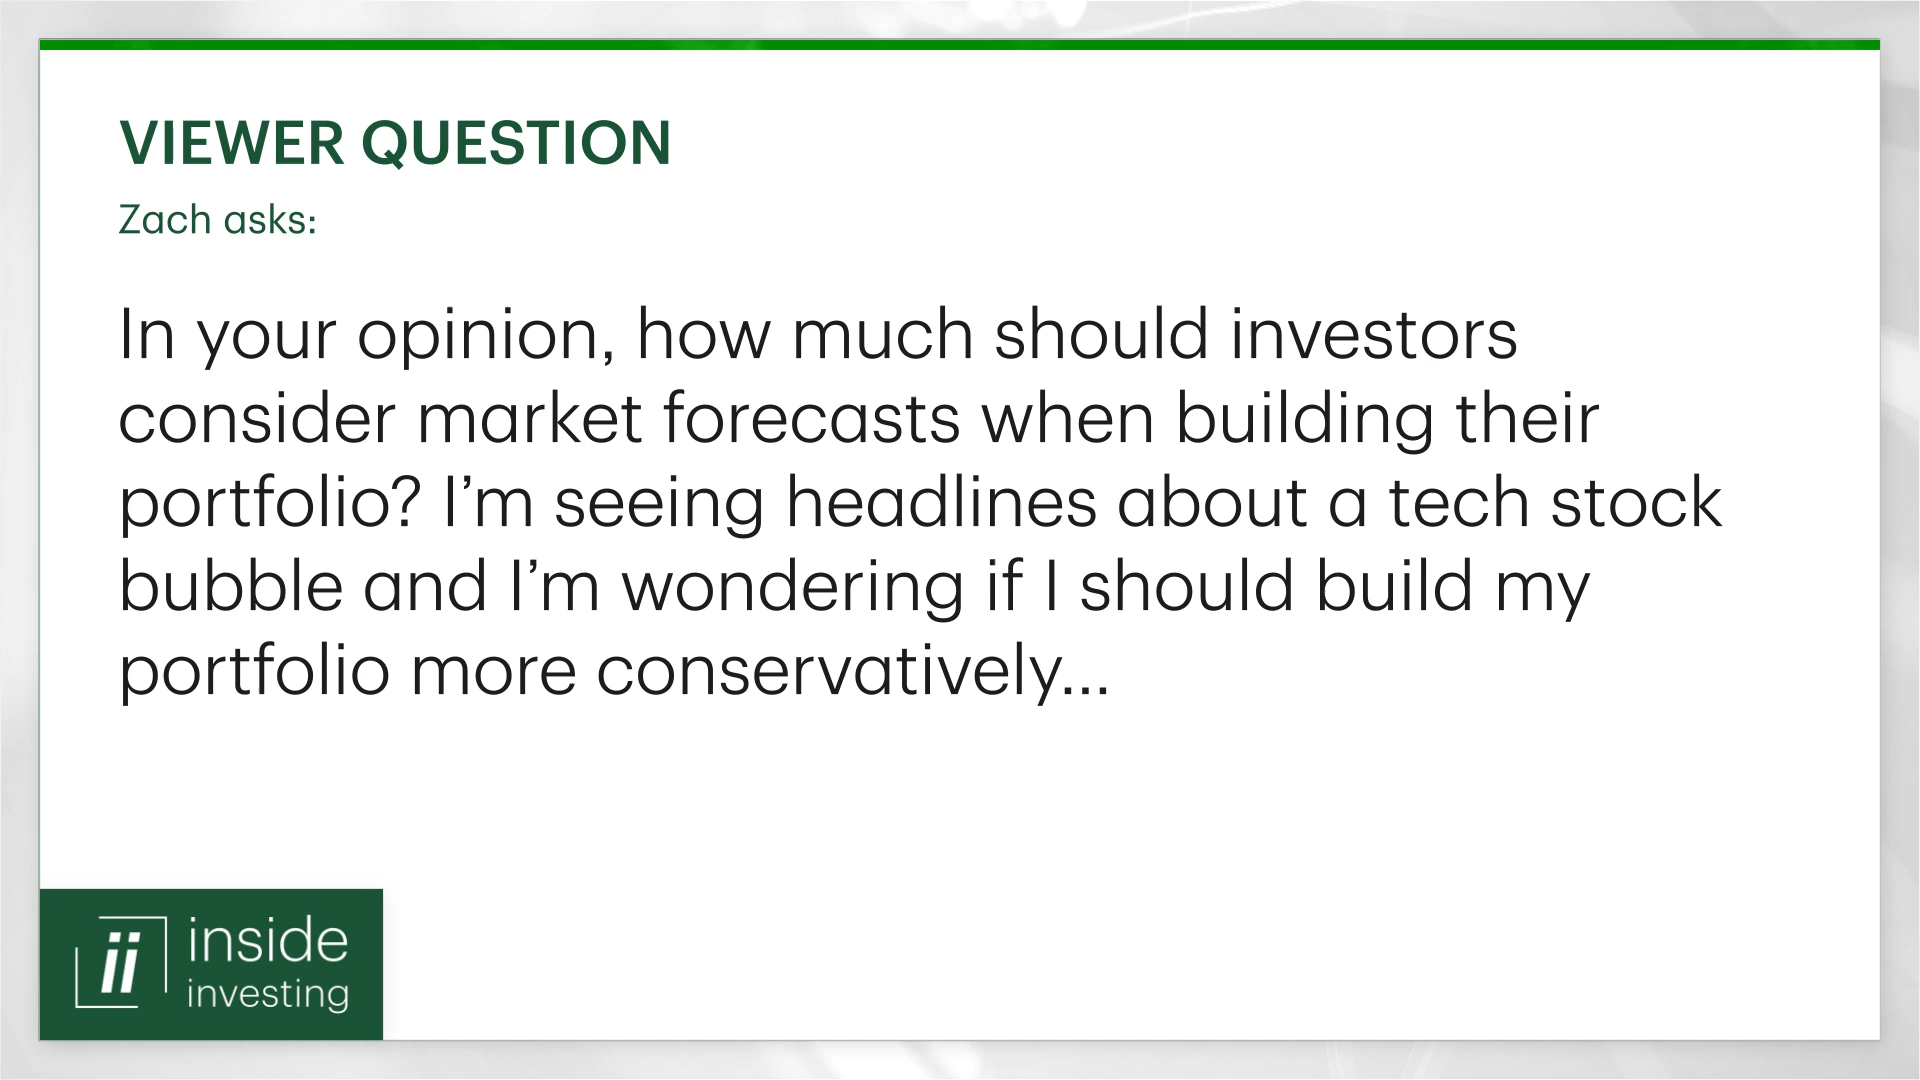 VIEWER QUESTION
Zach asks:
In your opinion, how much should investors
consider market forecasts when building their
portfolio? I’m seeing headlines about a tech stock
bubble and I’m wondering if I should build my
portfolio more conservatively...
ii inside
investing